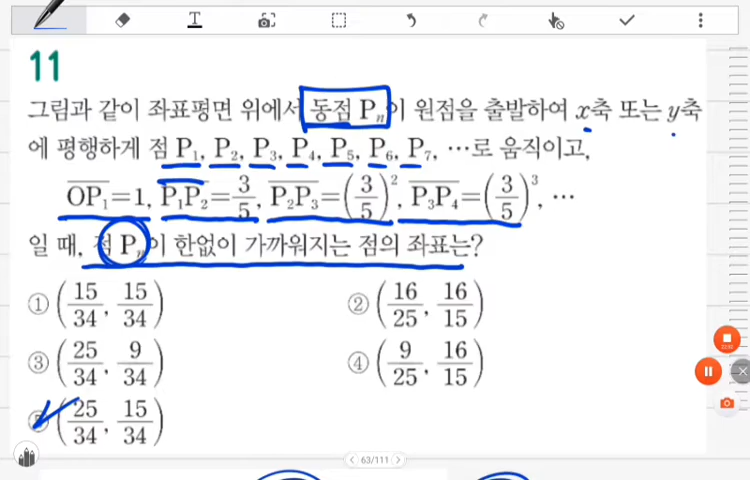 T
11
그림과 같이 좌표평면 위에서 동점 Pₙ이 원점을 출발하여 x축 또는 y축
에 평행하게 점 P₁, P₂, P₃, P₄, P₅, P₆, P₇, ⋯로 움직이고,
OP₁=1, P₁P₂=3/5, P₂P₃=(3/5)², P₃P₄=(3/5)³, ⋯
일 때, 점 Pₙ이 한없이 가까워지는 점의 좌표는?
① (15/34, 15/34) ② (16/25, 16/15)
③ (25/34, 9/34) ④ (9/25, 16/15)
⑤ (25/34, 15/34)
63/111